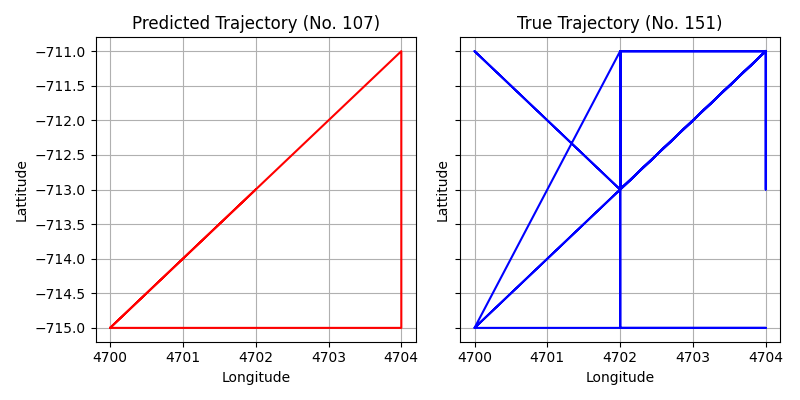 Predicted Trajectory (No. 107)
True Trajectory (No. 151)
−711.0
−711.5
−712.0
−712.5
−713.0
−713.5
−714.0
−714.5
−715.0
Lattitude
Lattitude
4700 4701 4702 4703 4704
4700 4701 4702 4703 4704
Longitude
Longitude